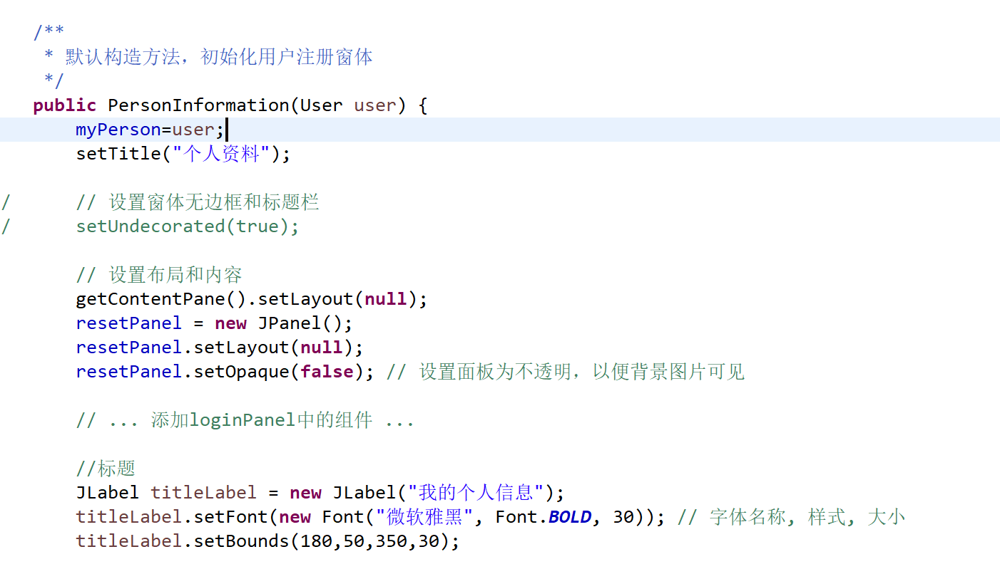 /**
 * 默认构造方法，初始化用户注册窗体
 */
public PersonInformation(User user) {
myPerson=user;
setTitle("个人资料");
/ // 设置窗体无边框和标题栏
/ setUndecorated(true);
// 设置布局和内容
getContentPane().setLayout(null);
resetPanel = new JPanel();
resetPanel.setLayout(null);
resetPanel.setOpaque(false); // 设置面板为不透明，以便背景图片可见
// ... 添加loginPanel中的组件 ...
//标题
JLabel titleLabel = new JLabel("我的个人信息");
titleLabel.setFont(new Font("微软雅黑", Font.BOLD, 30)); // 字体名称, 样式, 大小
titleLabel.setBounds(180,50,350,30);